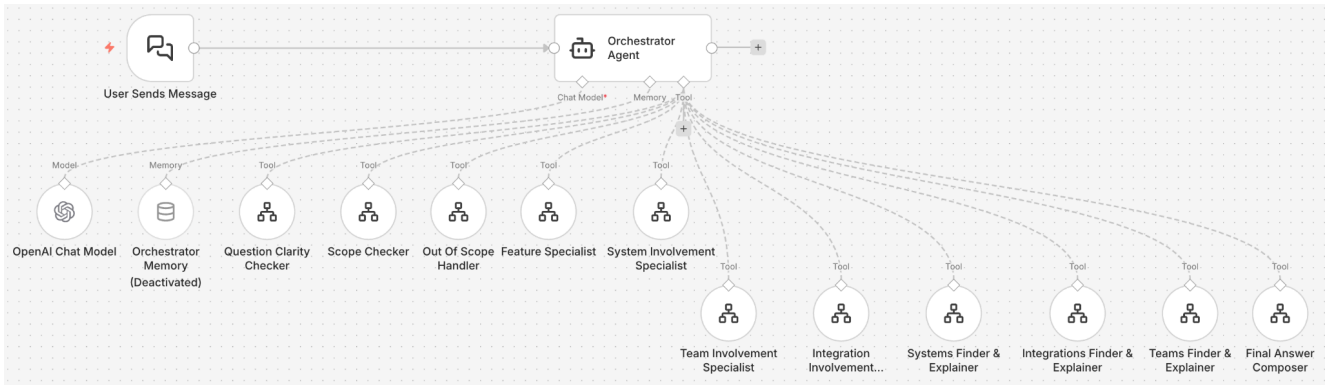 Orchestrator
Agent
User Sends Message
Chat Model*
Memory
Tool
+
+
Model
Memory
Tool
Tool
Tool
Tool
Tool
OpenAI Chat Model
Orchestrator
Memory
(Deactivated)
Question Clarity
Checker
Scope Checker
Out Of Scope
Handler
Feature Specialist
System Involvement
Specialist
Tool
Tool
Tool
Tool
Tool
Tool
Team Involvement
Specialist
Integration
Involvement...
Systems Finder &
Explainer
Integrations Finder &
Explainer
Teams Finder &
Explainer
Final Answer
Composer